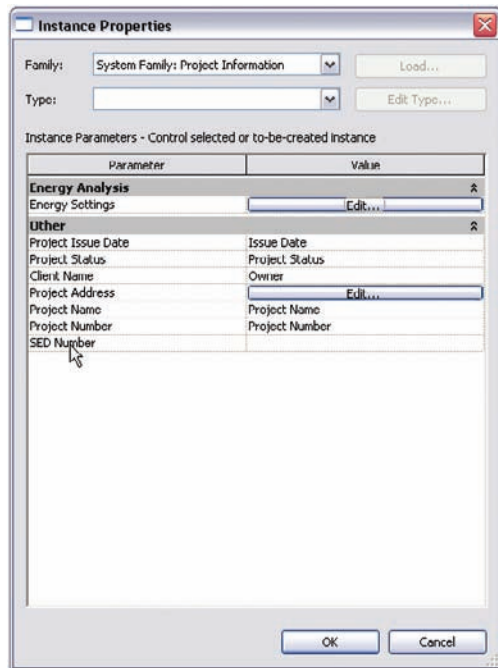 Instance Properties
Family: System Family: Project Information Load...
Type: Edit Type...
Instance Parameters - Control selected or to-be-created instance
Parameter Value
Energy Analysis
Energy Settings Edit...
Other
Project Issue Date Issue Date
Project Status Project Status
Client Name Owner
Project Address Edit...
Project Name Project Name
Project Number Project Number
SED Number
OK Cancel